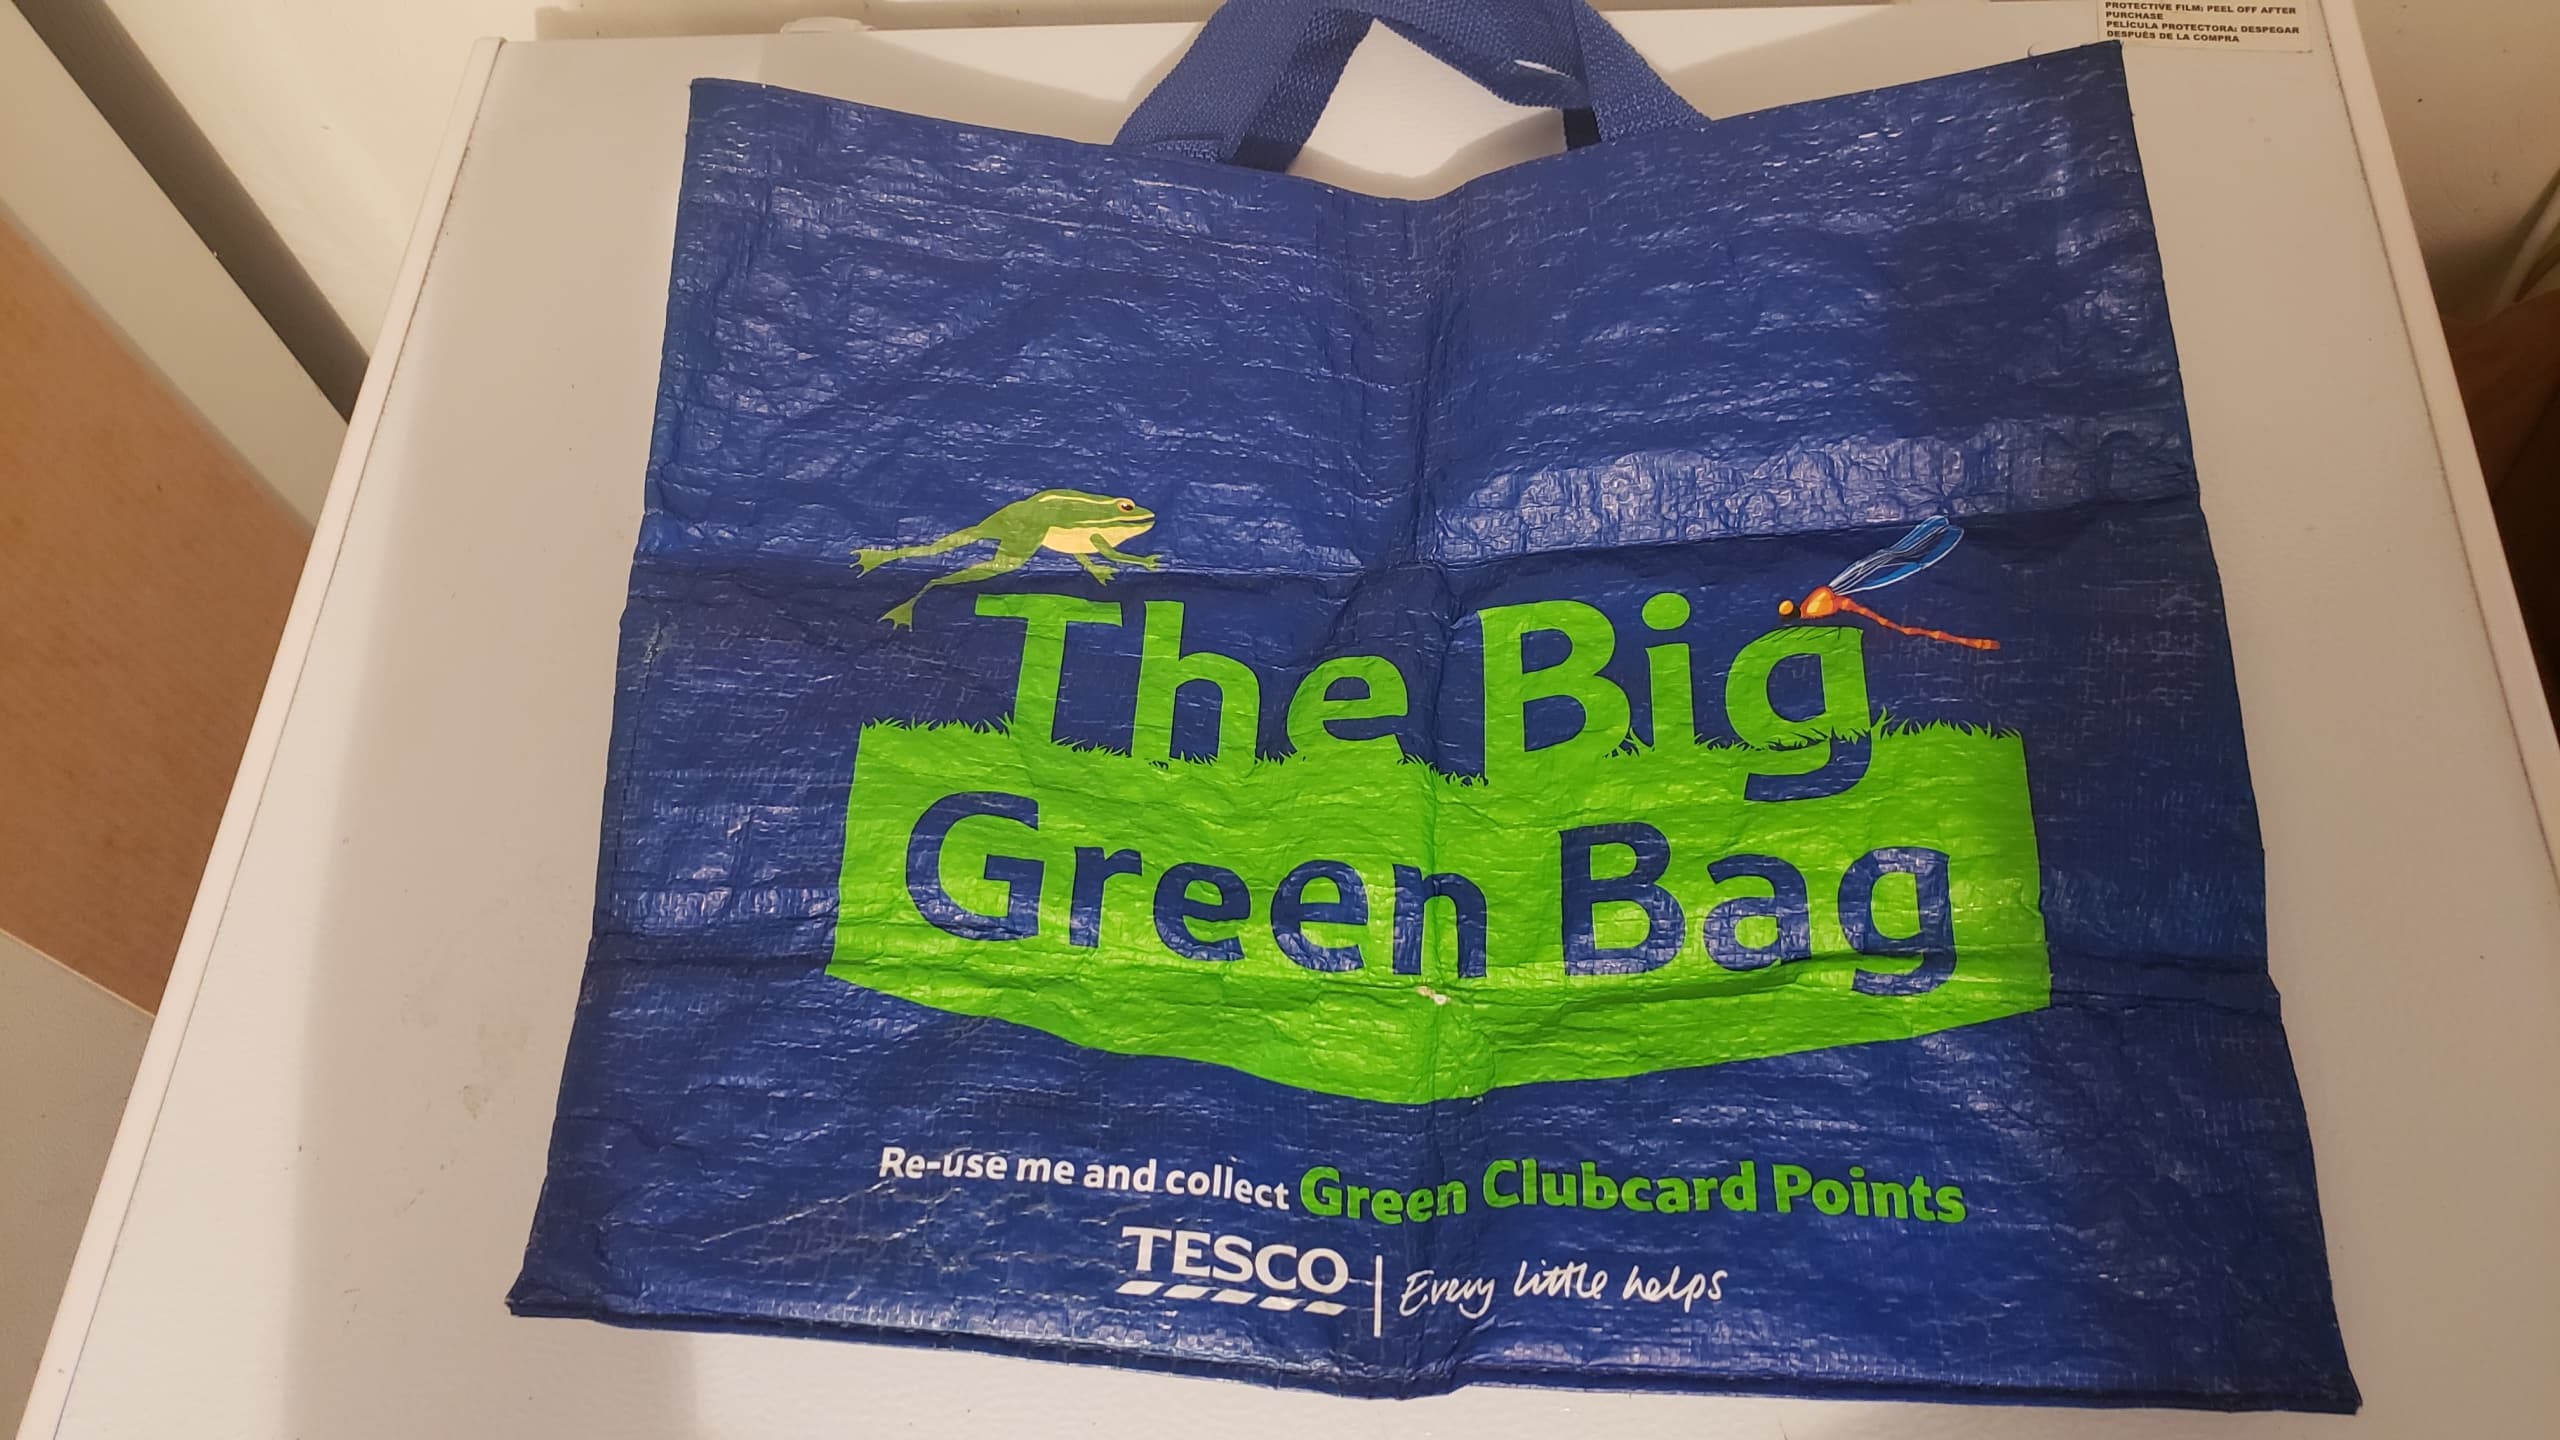 PROTECTIVE FILM: PEEL OFF AFTER
PURCHASE
PELÍCULA PROTECTORA: DESPEGAR
DESPUÉS DE LA COMPRA
The Big
Green Bag
Re-use me and collect Green Clubcard Points
TESCO | Every little helps